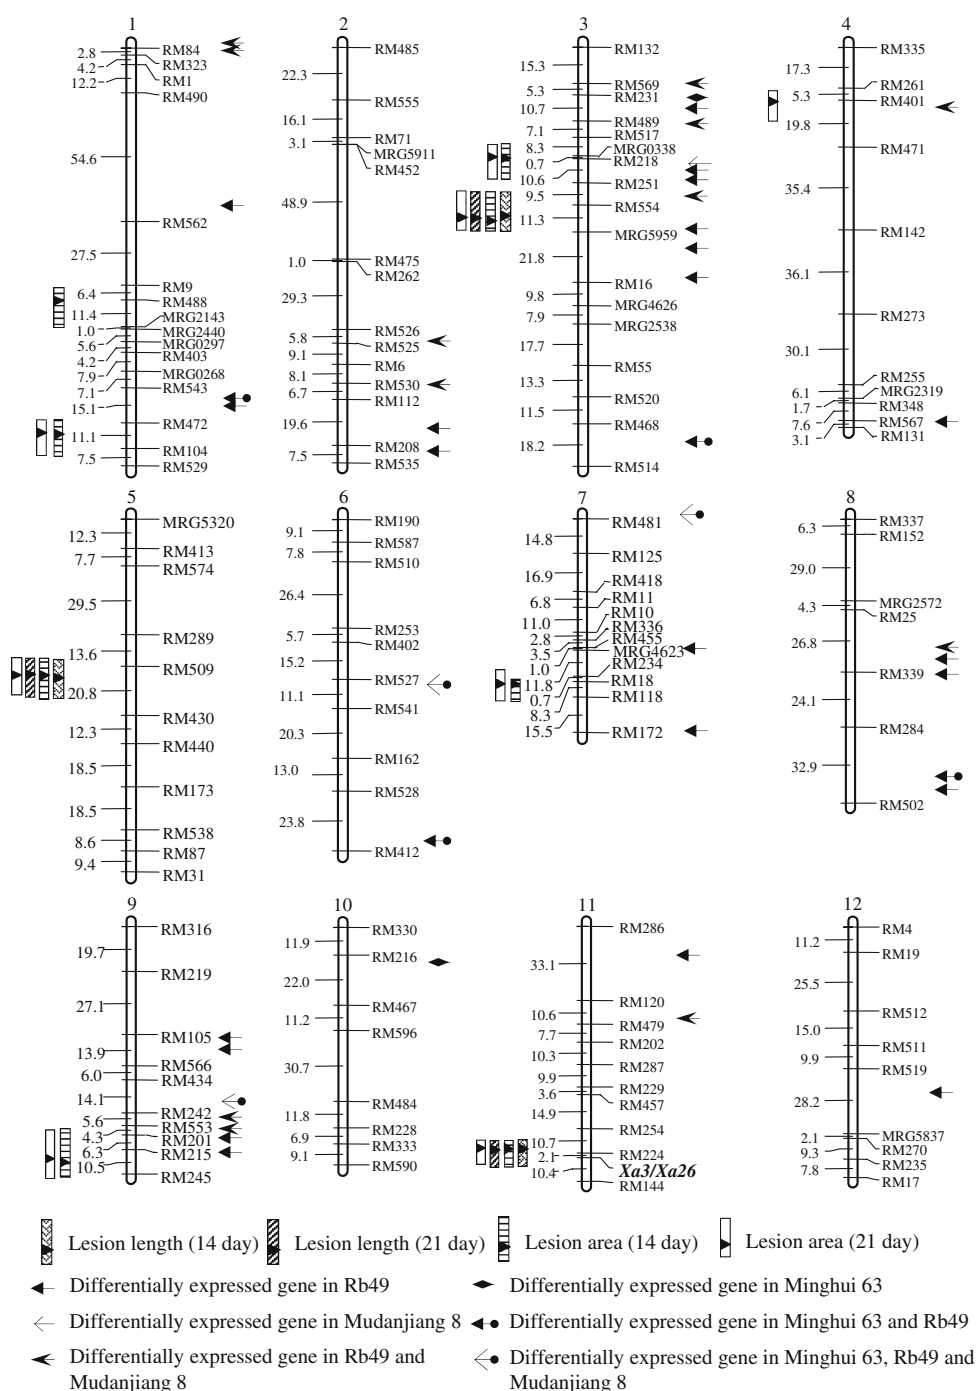 1
2.8
4.2
12.2
54.6
27.5
6.4
11.4
1.0
5.6
4.2
7.9
7.1
15.1
11.1
7.5
RM84
RM323
RM1
RM490
RM562
RM9
RM488
MRG2143
MRG2440
MRG0297
RM403
MRG0268
RM543
RM472
RM104
RM529
2
22.3
16.1
3.1
48.9
1.0
29.3
5.8
9.1
8.1
6.7
19.6
7.5
RM485
RM555
RM71
MRG5911
RM452
RM475
RM262
RM526
RM525
RM6
RM530
RM112
RM208
RM535
3
15.3
5.3
10.7
7.1
8.3
0.7
10.6
9.5
11.3
21.8
9.8
7.9
17.7
13.3
11.5
18.2
RM132
RM569
RM231
RM489
RM517
MRG0338
RM218
RM251
RM554
MRG5959
RM16
MRG4626
MRG2538
RM55
RM520
RM468
RM514
4
17.3
5.3
19.8
35.4
36.1
30.1
6.1
1.7
7.6
3.1
RM335
RM261
RM401
RM471
RM142
RM273
RM255
MRG2319
RM348
RM567
RM131
5
12.3
7.7
29.5
13.6
20.8
12.3
18.5
18.5
8.6
9.4
MRG5320
RM413
RM574
RM289
RM509
RM430
RM440
RM173
RM538
RM87
RM31
6
9.1
7.8
26.4
5.7
15.2
11.1
20.3
13.0
23.8
RM190
RM587
RM510
RM253
RM402
RM527
RM541
RM162
RM528
RM412
7
14.8
16.9
6.8
11.0
2.8
3.5
1.0
11.8
0.7
8.3
15.5
RM481
RM125
RM418
RM11
RM10
RM336
RM455
MRG4623
RM234
RM18
RM118
RM172
8
6.3
29.0
4.3
26.8
24.1
32.9
RM337
RM152
MRG2572
RM25
RM339
RM284
RM502
9
19.7
27.1
13.9
6.0
14.1
5.6
4.3
6.3
10.5
RM316
RM219
RM105
RM566
RM434
RM242
RM553
RM201
RM215
RM245
10
11.9
22.0
11.2
30.7
11.8
6.9
9.1
RM330
RM216
RM467
RM596
RM484
RM228
RM333
RM590
11
33.1
10.6
7.7
10.3
9.9
3.6
14.9
10.7
2.1
10.4
RM286
RM120
RM479
RM202
RM287
RM229
RM457
RM254
RM224
Xa3/Xa26
RM144
12
11.2
25.5
15.0
9.9
28.2
2.1
9.3
7.8
RM4
RM19
RM512
RM511
RM519
MRG5837
RM270
RM235
RM17
Lesion length (14 day)
Lesion length (21 day)
Lesion area (14 day)
Lesion area (21 day)
Differentially expressed gene in Rb49
Differentially expressed gene in Minghui 63
Differentially expressed gene in Mudanjiang 8
Differentially expressed gene in Minghui 63 and Rb49
Differentially expressed gene in Rb49 and
Mudanjiang 8
Differentially expressed gene in Minghui 63, Rb49 and
Mudanjiang 8